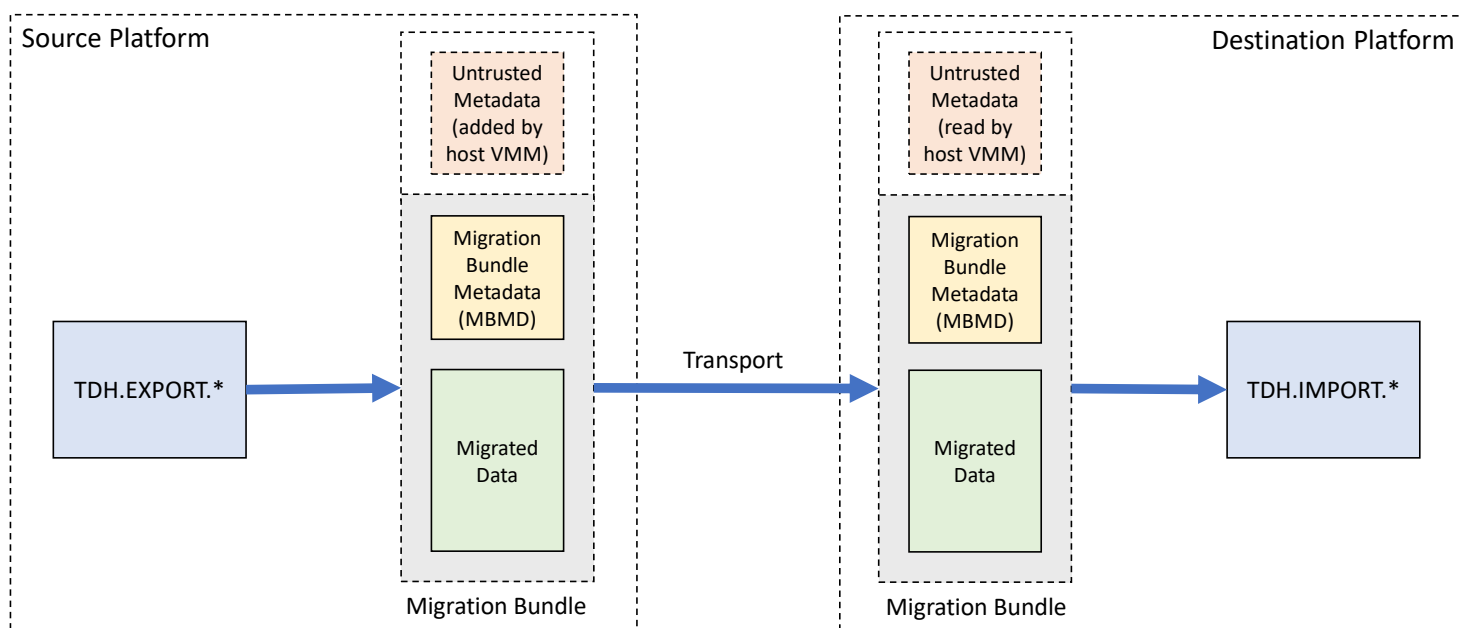 Source Platform
Untrusted
Metadata
(added by
host VMM)
Migration
Bundle
Metadata
(MBMD)
Migrated
Data
TDH.EXPORT.*
Migration Bundle
Transport
Destination Platform
Untrusted
Metadata
(read by
host VMM)
Migration
Bundle
Metadata
(MBMD)
Migrated
Data
TDH.IMPORT.*
Migration Bundle